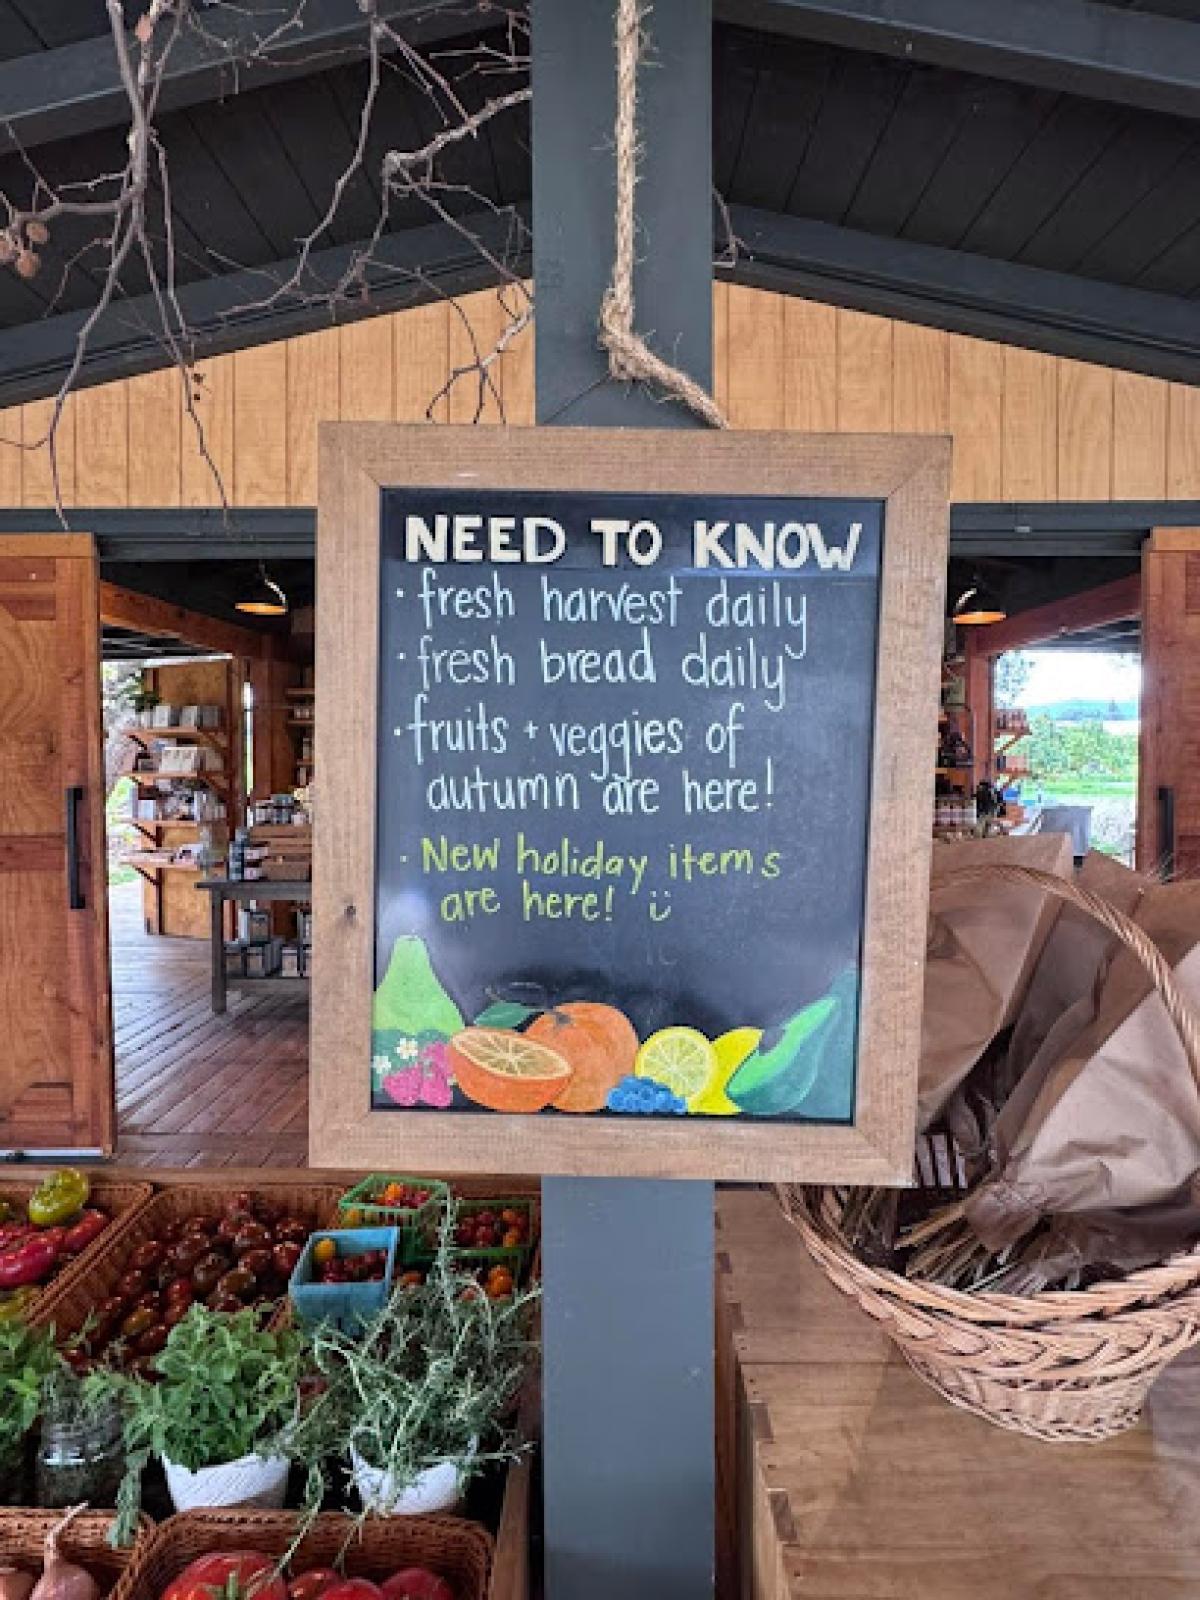 NEED TO KNOW
· fresh harvest daily
· fresh bread daily
· fruits + veggies of
autumn are here!
· New holiday items
are here! :)